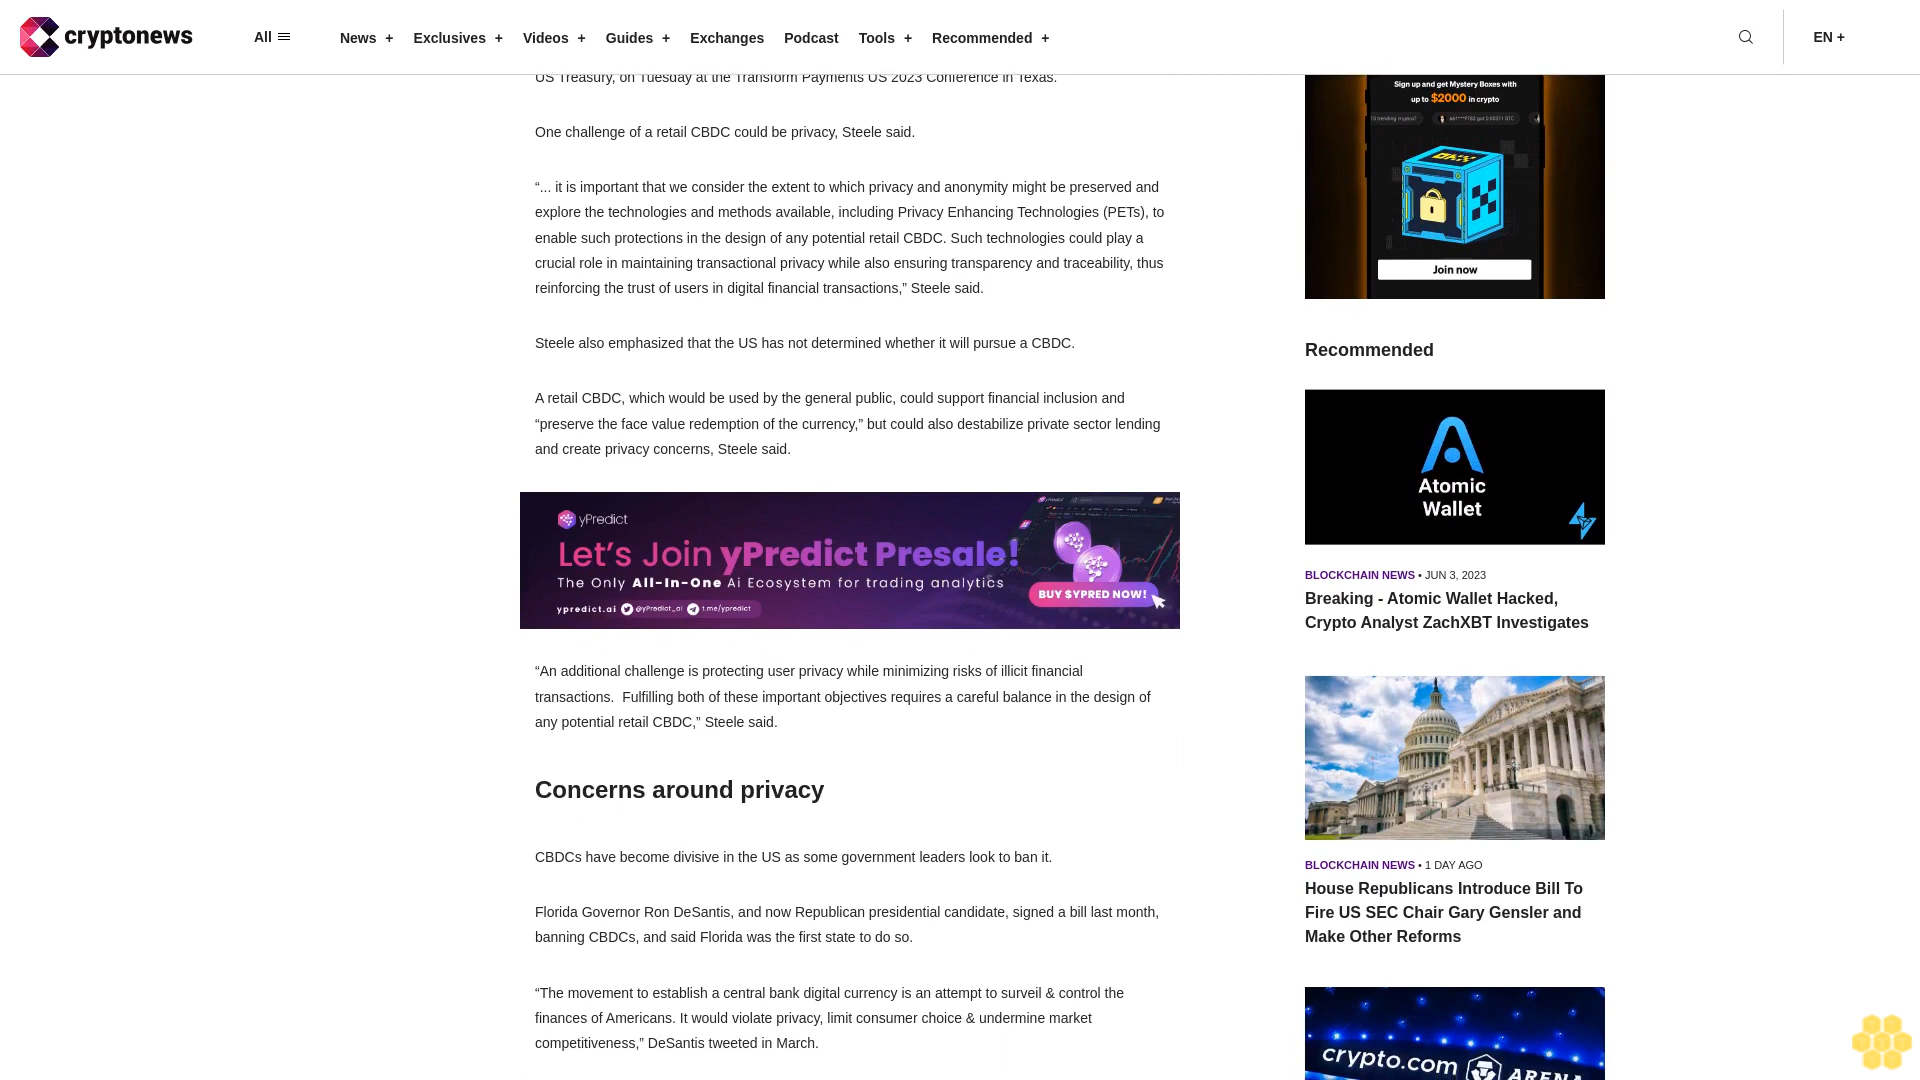 cryptonews
All
News +
Exclusives +
Videos +
Guides +
Exchanges
Podcast
Tools +
Recommended +
EN +
US Treasury, on Tuesday at the Transform Payments US 2023 Conference in Texas.
One challenge of a retail CBDC could be privacy, Steele said.
“... it is important that we consider the extent to which privacy and anonymity might be preserved and
explore the technologies and methods available, including Privacy Enhancing Technologies (PETs), to
enable such protections in the design of any potential retail CBDC. Such technologies could play a
crucial role in maintaining transactional privacy while also ensuring transparency and traceability, thus
reinforcing the trust of users in digital financial transactions,” Steele said.
Steele also emphasized that the US has not determined whether it will pursue a CBDC.
A retail CBDC, which would be used by the general public, could support financial inclusion and
“preserve the face value redemption of the currency,” but could also destabilize private sector lending
and create privacy concerns, Steele said.
yPredict
Let’s Join yPredict Presale!
The Only All-In-One Ai Ecosystem for trading analytics
ypredict.ai @yPredict_ai t.me/ypredict
BUY $YPRED NOW!
“An additional challenge is protecting user privacy while minimizing risks of illicit financial
transactions.  Fulfilling both of these important objectives requires a careful balance in the design of
any potential retail CBDC,” Steele said.
Concerns around privacy
CBDCs have become divisive in the US as some government leaders look to ban it.
Florida Governor Ron DeSantis, and now Republican presidential candidate, signed a bill last month,
banning CBDCs, and said Florida was the first state to do so.
“The movement to establish a central bank digital currency is an attempt to surveil & control the
finances of Americans. It would violate privacy, limit consumer choice & undermine market
competitiveness,” DeSantis tweeted in March.
Sign up and get Mystery Boxes with
up to $2000 in crypto
OKX
Join now
Recommended
Atomic
Wallet
BLOCKCHAIN NEWS • JUN 3, 2023
Breaking - Atomic Wallet Hacked,
Crypto Analyst ZachXBT Investigates
BLOCKCHAIN NEWS • 1 DAY AGO
House Republicans Introduce Bill To
Fire US SEC Chair Gary Gensler and
Make Other Reforms
crypto.com ARENA